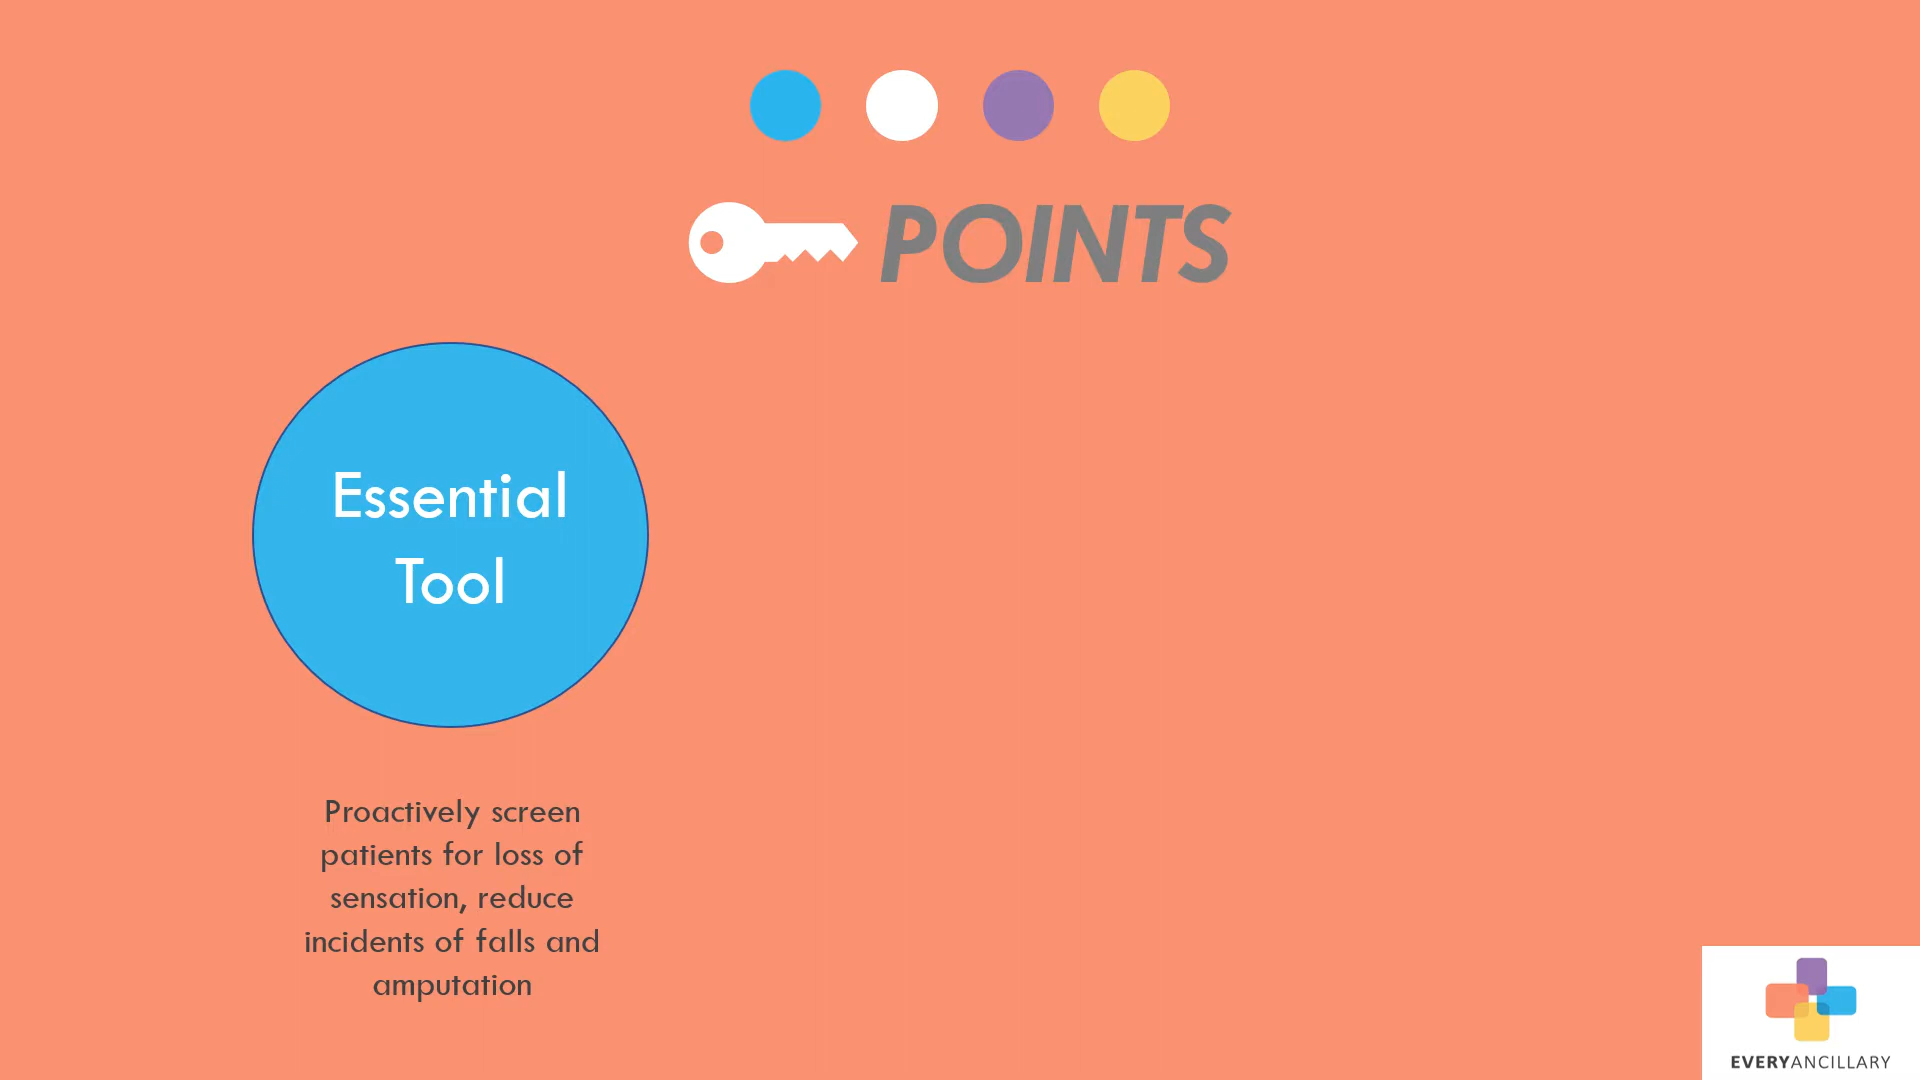 POINTS
Essential
Tool
Proactively screen
patients for loss of
sensation, reduce
incidents of falls and
amputation
EVERYANCILLARY